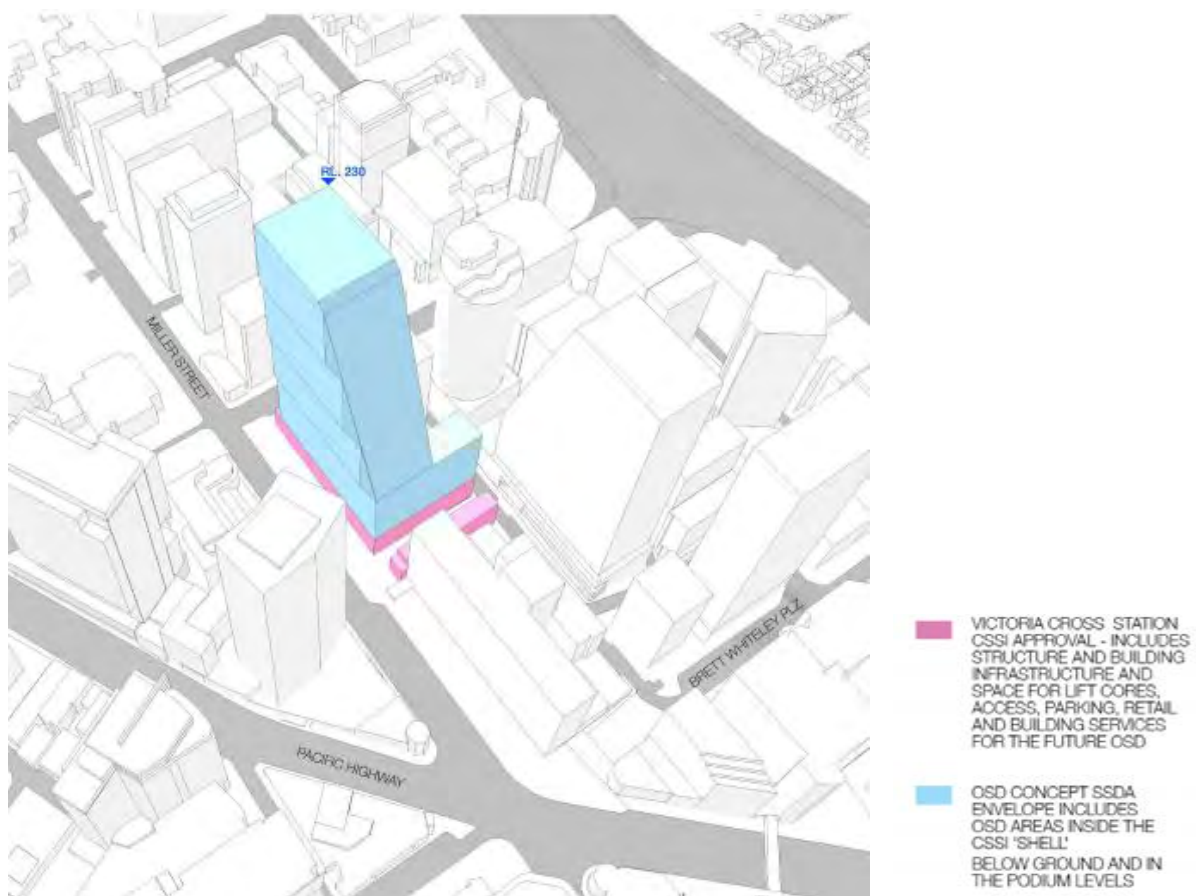 RL. 230
MILLER STREET
BRETT WHITELEY PLZ
PACIFIC HIGHWAY
VICTORIA CROSS STATION
CSSI APPROVAL - INCLUDES
STRUCTURE AND BUILDING
INFRASTRUCTURE AND
SPACE FOR LIFT CORES,
ACCESS, PARKING, RETAIL
AND BUILDING SERVICES
FOR THE FUTURE OSD
OSD CONCEPT SSDA
ENVELOPE INCLUDES
OSD AREAS INSIDE THE
CSSI 'SHELL'
BELOW GROUND AND IN
THE PODIUM LEVELS